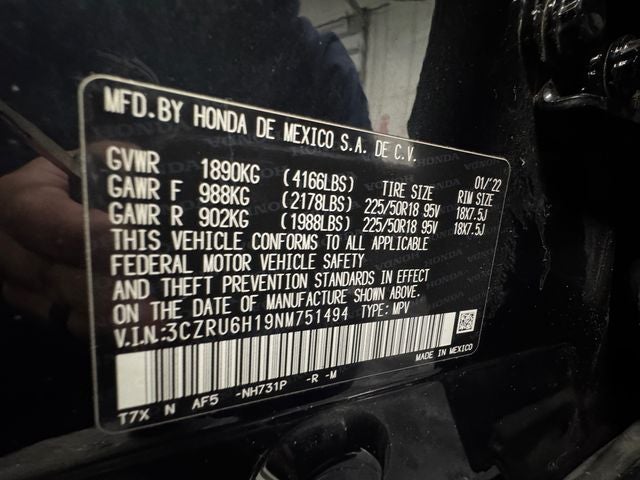 MFD.BY HONDA DE MEXICO S.A. DE C.V.
01/'22
GVWR 1890KG (4166LBS) TIRE SIZE RIM SIZE
GAWR F 988KG (2178LBS) 225/50R18 95V 18X7.5J
GAWR R 902KG (1988LBS) 225/50R18 95V 18X7.5J
THIS VEHICLE CONFORMS TO ALL APPLICABLE
FEDERAL MOTOR VEHICLE SAFETY
AND THEFT PREVENTION STANDARDS IN EFFECT
ON THE DATE OF MANUFACTURE SHOWN ABOVE.
V.I.N.:3CZRU6H19NM751494 TYPE: MPV
MADE IN MEXICO
T7X N AF5 -NH731P -R -M